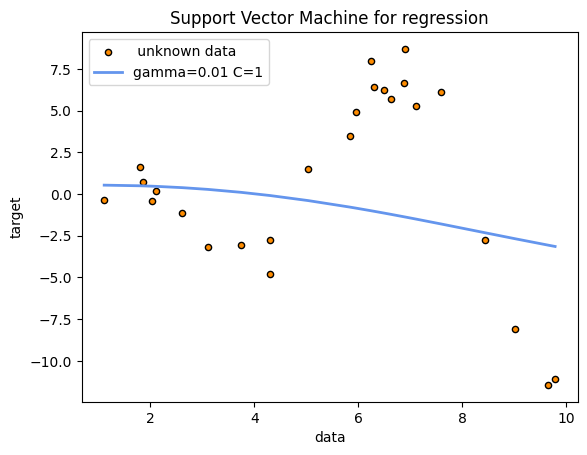 Support Vector Machine for regression
unknown data
gamma=0.01 C=1
7.5
5.0
2.5
0.0
−2.5
−5.0
−7.5
−10.0
target
2 4 6 8 10
data